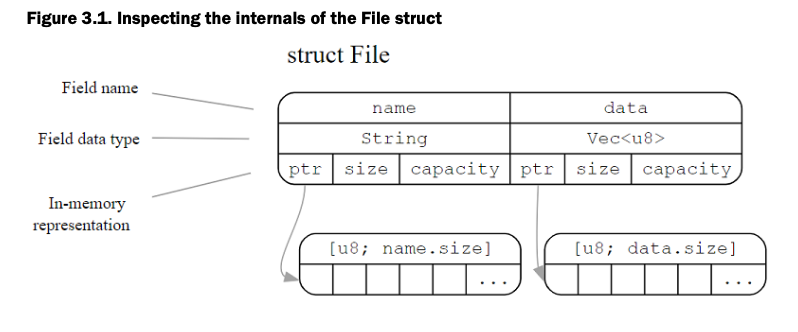 Figure 3.1. Inspecting the internals of the File struct
struct File
Field name
name data
Field data type
String Vec<u8>
ptr size capacity ptr size capacity
In-memory
representation
[u8; name.size] [u8; data.size]
... ...